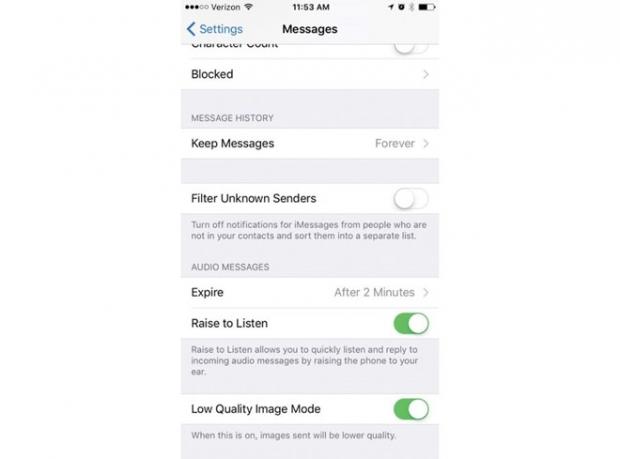 Verizon 11:53 AM
Settings Messages
Character Count
Blocked
MESSAGE HISTORY
Keep Messages Forever
Filter Unknown Senders
Turn off notifications for iMessages from people who are
not in your contacts and sort them into a separate list.
AUDIO MESSAGES
Expire After 2 Minutes
Raise to Listen
Raise to Listen allows you to quickly listen and reply to
incoming audio messages by raising the phone to your
ear.
Low Quality Image Mode
When this is on, images sent will be lower quality.